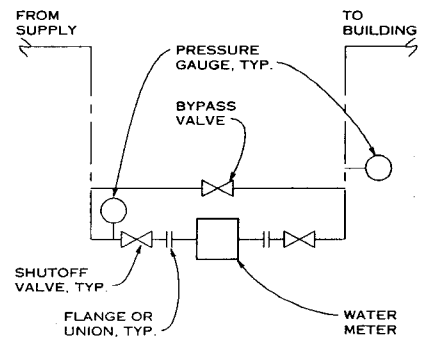 FROM
SUPPLY
TO
BUILDING
PRESSURE
GAUGE, TYP.
BYPASS
VALVE
SHUTOFF
VALVE, TYP.
FLANGE OR
UNION, TYP.
WATER
METER